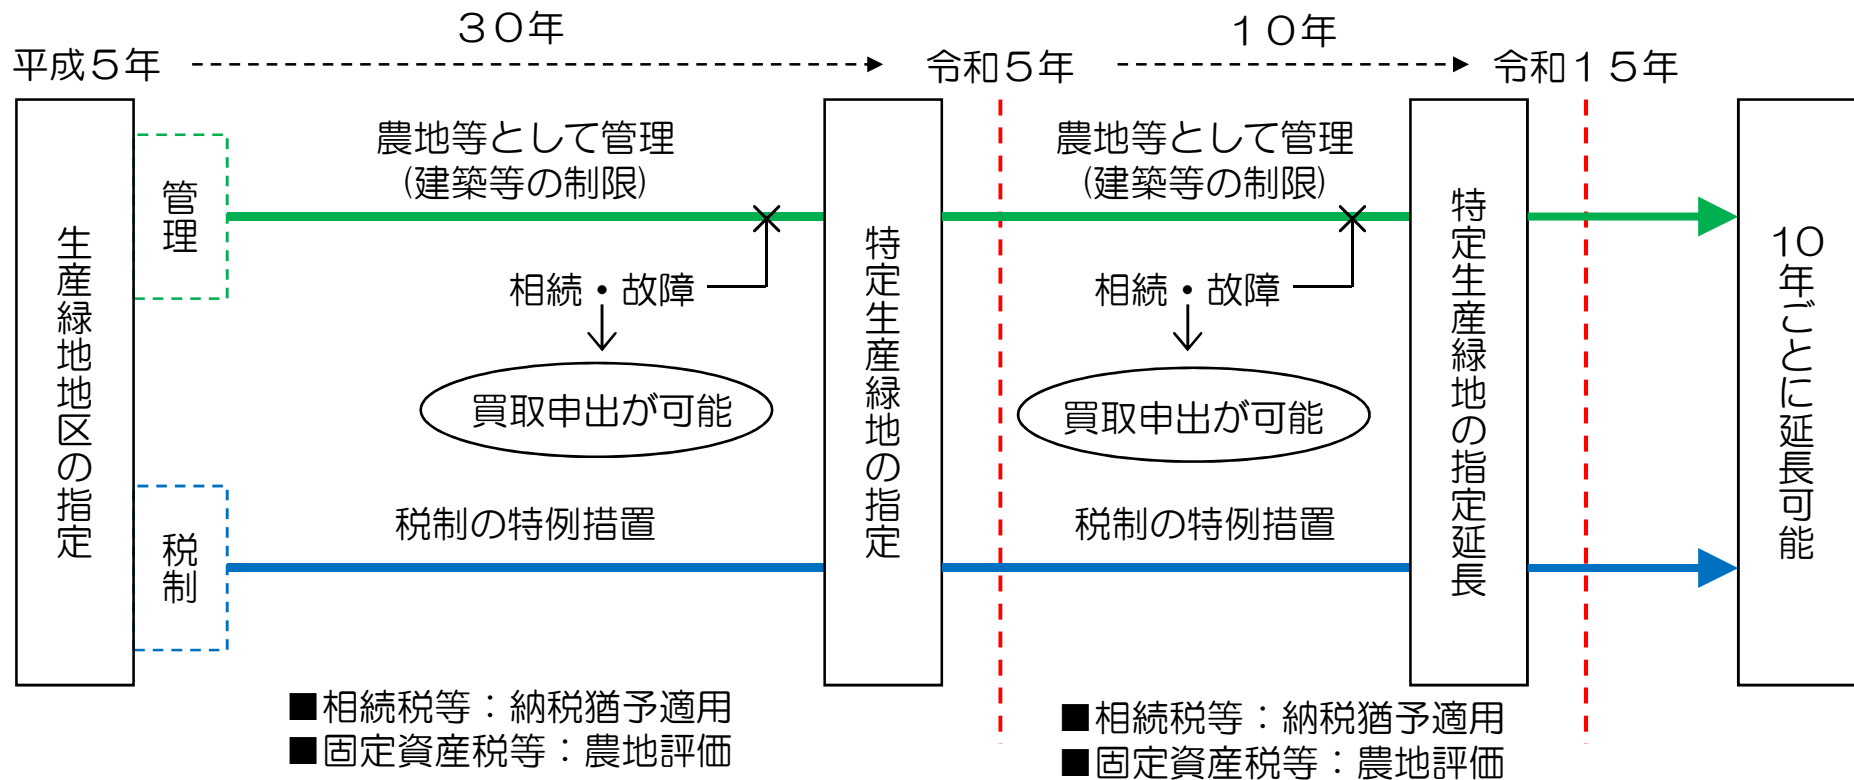 平成５年
３０年
令和５年
１０年
令和１５年
生産緑地地区の指定
管理
農地等として管理
(建築等の制限)
相続・故障
買取申出が可能
税制
税制の特例措置
■相続税等：納税猶予適用
■固定資産税等：農地評価
特定生産緑地の指定
農地等として管理
(建築等の制限)
相続・故障
買取申出が可能
税制の特例措置
■相続税等：納税猶予適用
■固定資産税等：農地評価
特定生産緑地の指定延長
10年ごとに延長可能